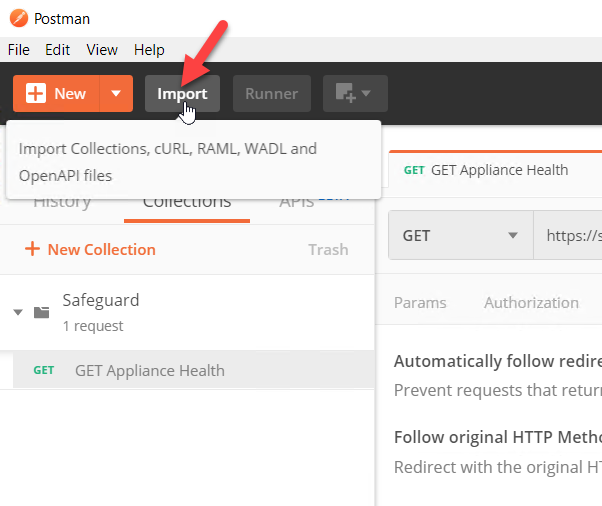 Postman
File Edit View Help
New Import Runner
Import Collections, cURL, RAML, WADL and
OpenAPI files
History Collections APIs
GET GET Appliance Health
New Collection Trash
GET https://s
Safeguard
1 request
Params Authorization
GET GET Appliance Health
Automatically follow redire
Prevent requests that return
Follow original HTTP Metho
Redirect with the original HT